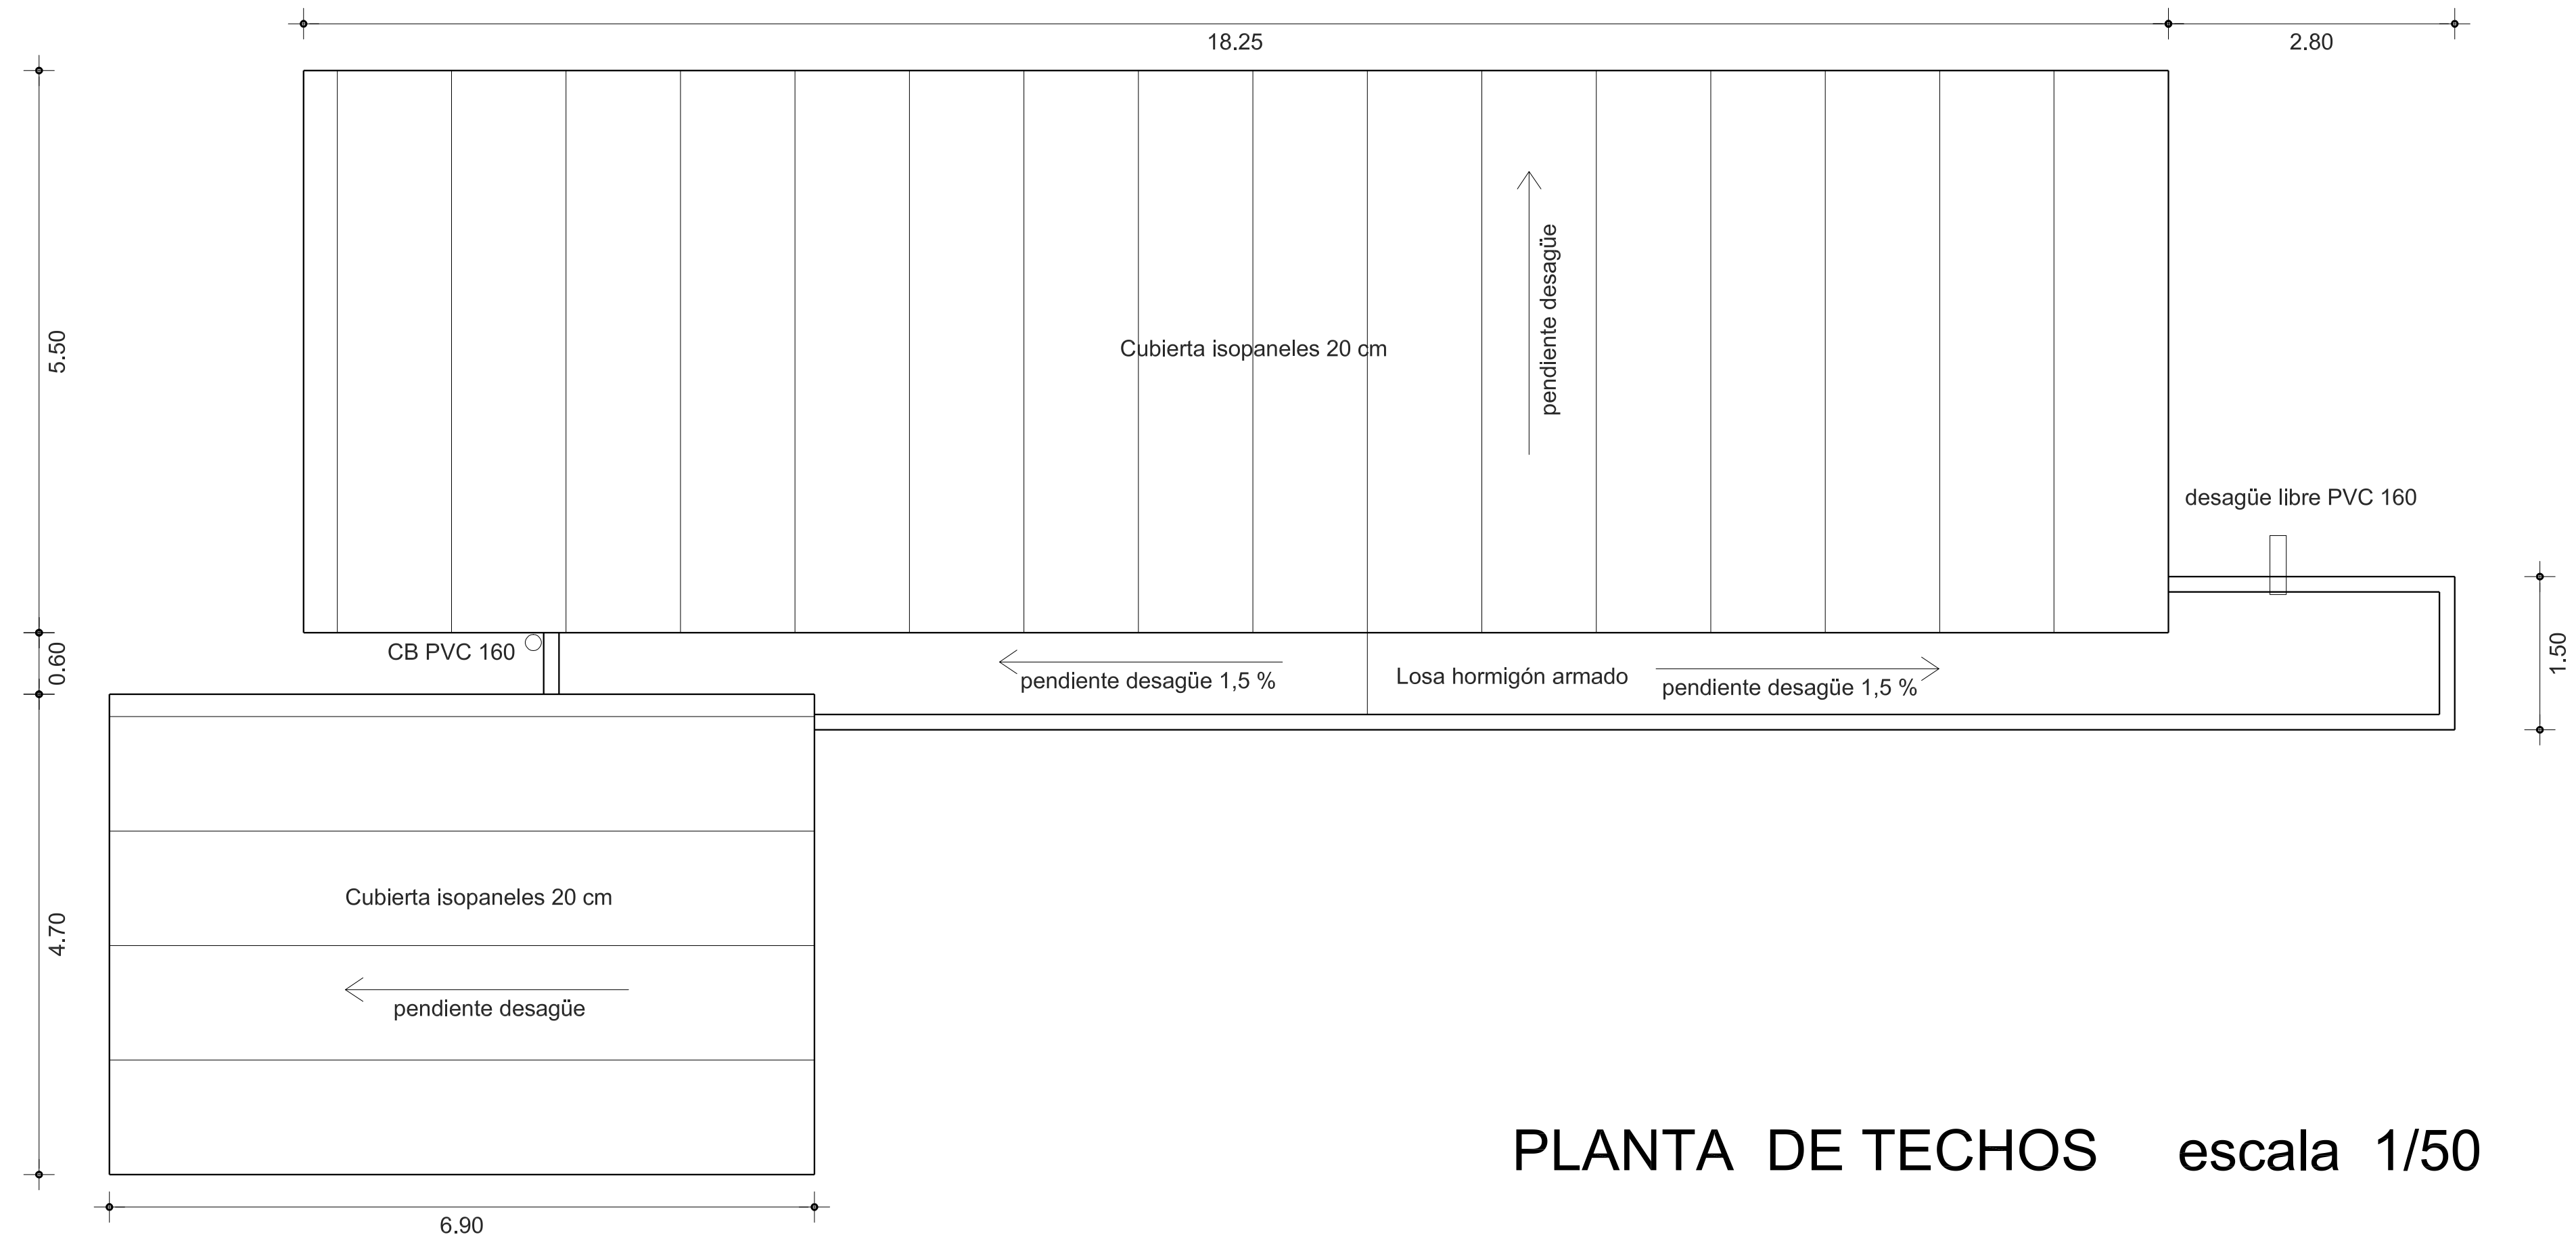 18.25
2.80
5.50
pendiente desagüe
Cubierta isopaneles 20 cm
desagüe libre PVC 160
0.60
CB PVC 160
pendiente desagüe 1,5 %
Losa hormigón armado
pendiente desagüe 1,5 %
1.50
4.70
Cubierta isopaneles 20 cm
pendiente desagüe
6.90
PLANTA DE TECHOS escala 1/50